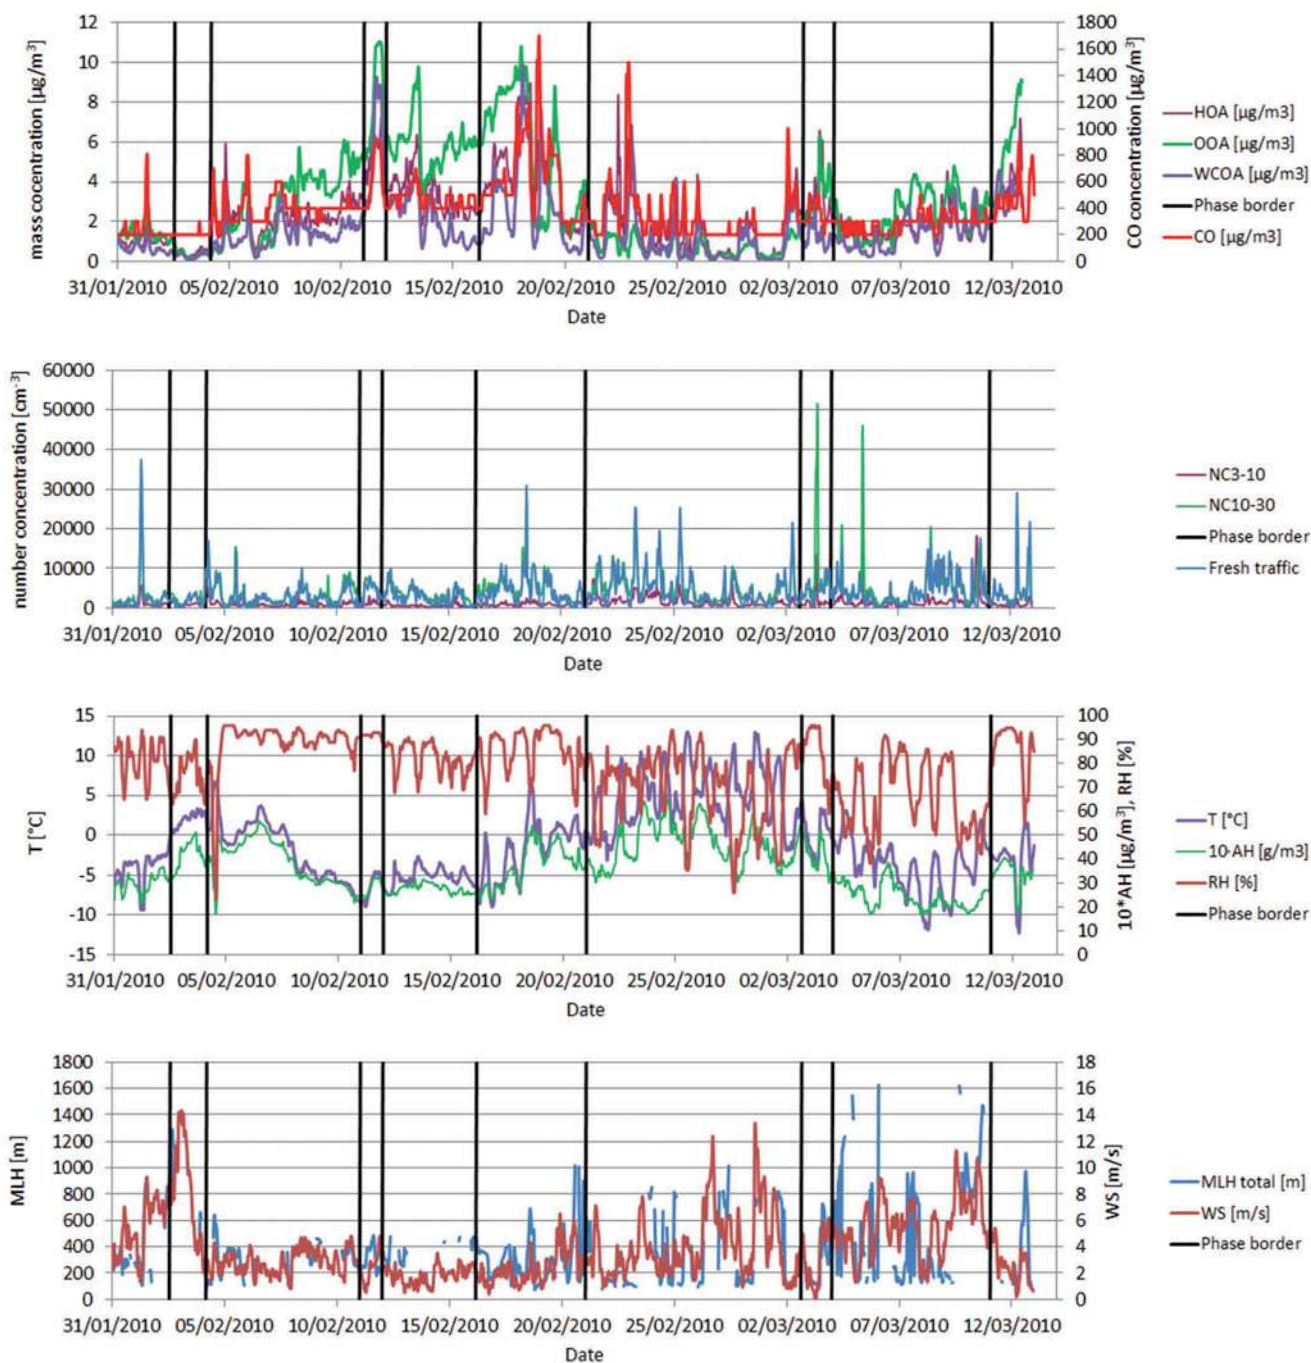 mass cocentration [µg/m³]
12
10
8
6
4
2
0
1800
1600
1400
1200
1000
800
600
400
200
0
CO concentration [µg/m³]
31/01/2010 05/02/2010 10/02/2010 15/02/2010 20/02/2010 25/02/2010 02/03/2010 07/03/2010 12/03/2010
Date
HOA [µg/m3]
OOA [µg/m3]
WCOA [µg/m3]
Phase border
CO [µg/m3]
number concentration [cm⁻³]
60000
50000
40000
30000
20000
10000
0
31/01/2010 05/02/2010 10/02/2010 15/02/2010 20/02/2010 25/02/2010 02/03/2010 07/03/2010 12/03/2010
Date
NC3-10
NC10-30
Phase border
Fresh traffic
T [°C]
15
10
5
0
-5
-10
-15
100
90
80
70
60
50
40
30
20
10
0
10*AH [µg/m³], RH [%]
31/01/2010 05/02/2010 10/02/2010 15/02/2010 20/02/2010 25/02/2010 02/03/2010 07/03/2010 12/03/2010
Date
T [°C]
10·AH [g/m3]
RH [%]
Phase border
MLH [m]
1800
1600
1400
1200
1000
800
600
400
200
0
18
16
14
12
10
8
6
4
2
0
WS [m/s]
31/01/2010 05/02/2010 10/02/2010 15/02/2010 20/02/2010 25/02/2010 02/03/2010 07/03/2010 12/03/2010
Date
MLH total [m]
WS [m/s]
Phase border